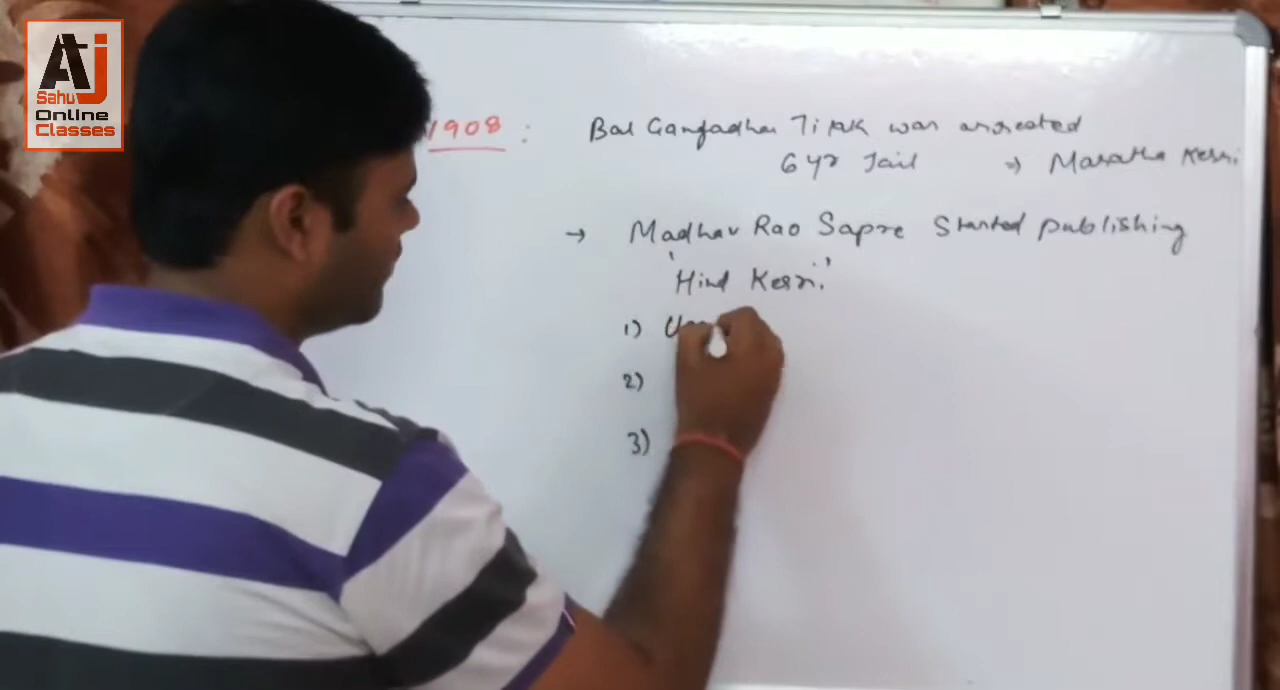 AJ
Sahu
Online
Classes
1908 : Bal Gangadhar Tilak was arrested
6 yr Jail ⇒ Maratha Kesri
→ Madhav Rao Sapre Started publishing
'Hind Kesri'
1)
2)
3)